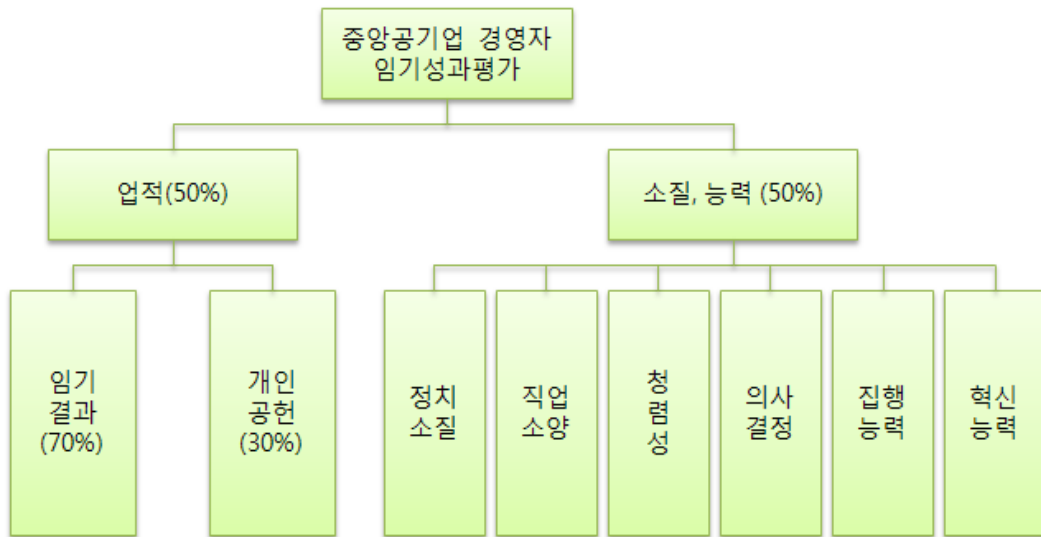 중앙공기업 경영자
임기성과평가
업적(50%)
소질, 능력 (50%)
임기
결과
(70%)
개인
공헌
(30%)
정치
소질
직업
소양
청
렴
성
의사
결정
집행
능력
혁신
능력